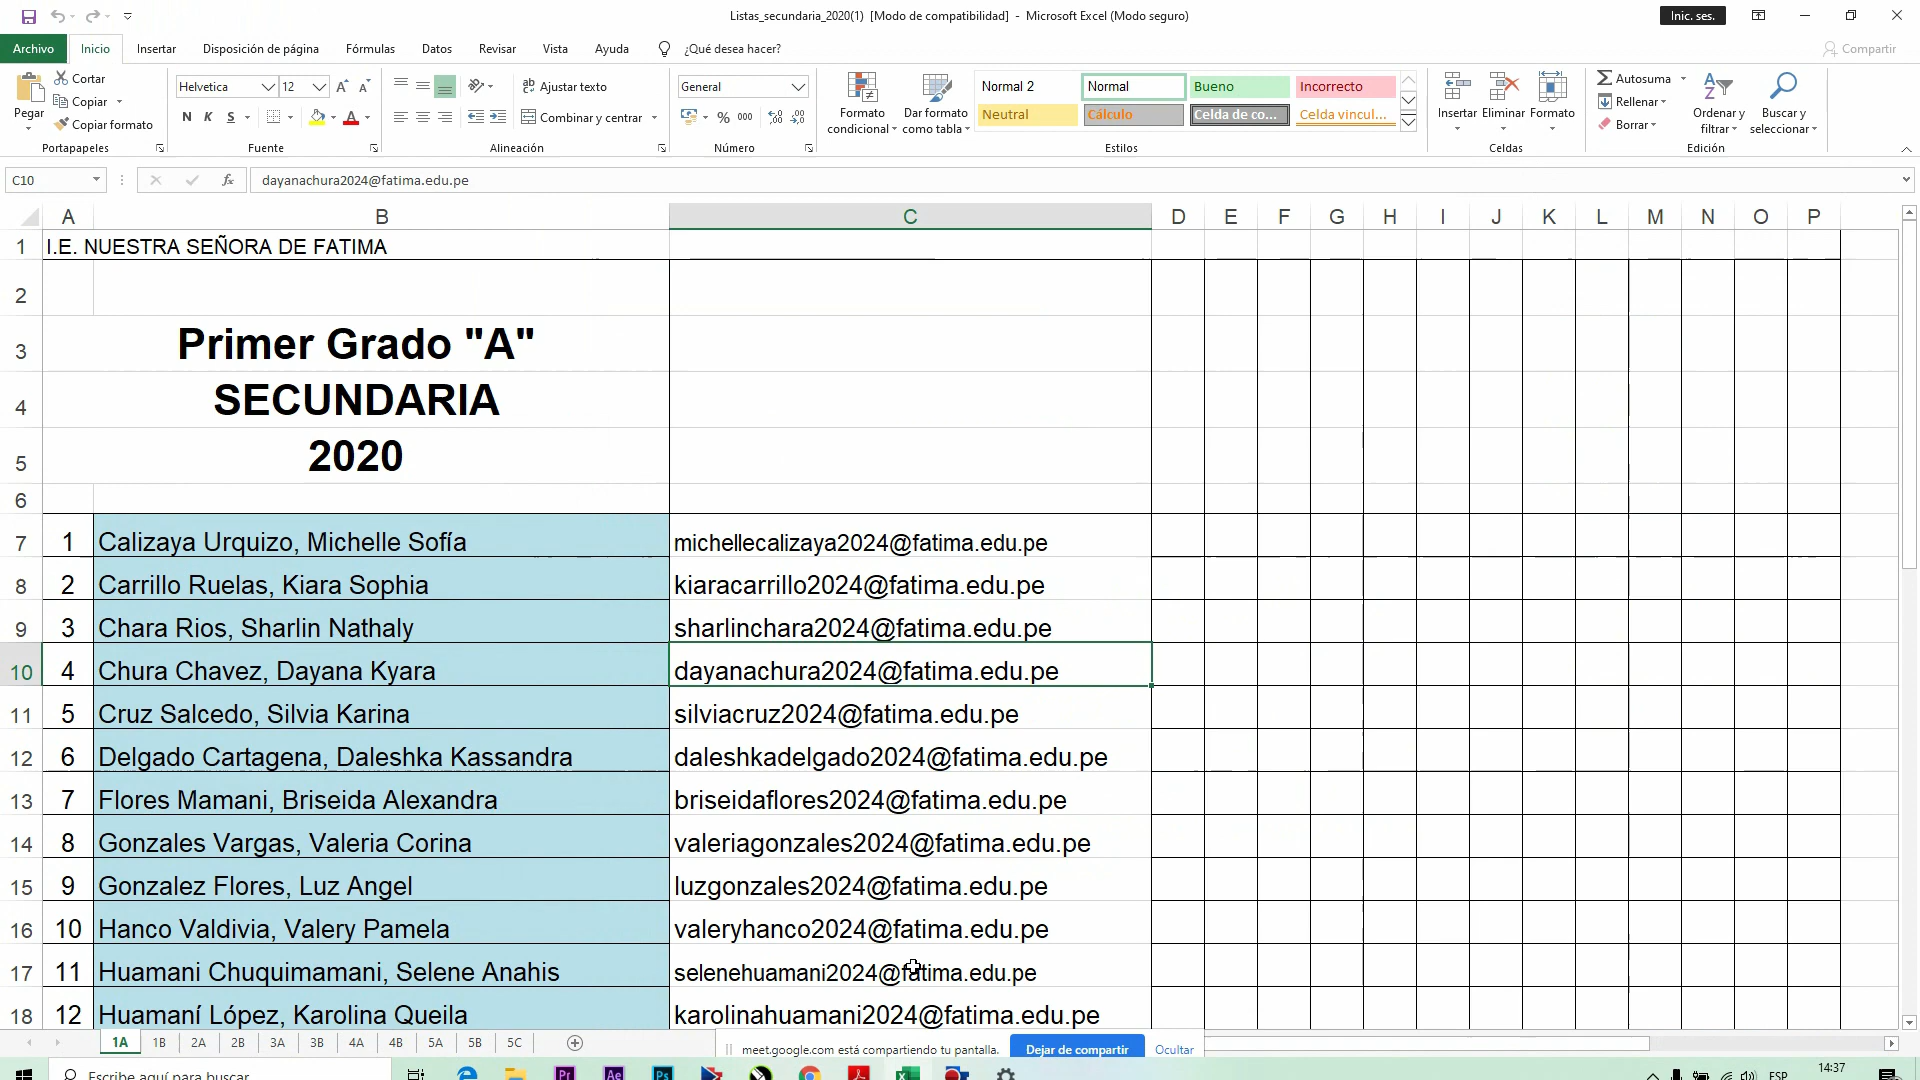 Listas_secundaria_2020(1) [Modo de compatibilidad] - Microsoft Excel (Modo seguro)
Inic. ses.
Archivo Inicio Insertar Disposición de página Fórmulas Datos Revisar Vista Ayuda ¿Qué desea hacer? Compartir
Pegar
Cortar
Copiar
Copiar formato
Portapapeles
Helvetica 12
N K S
Fuente
Ajustar texto
Combinar y centrar
Alineación
General
% 000
Número
Formato condicional
Dar formato como tabla
Normal 2 Normal Bueno Incorrecto
Neutral Cálculo Celda de co... Celda vincul...
Estilos
Insertar Eliminar Formato
Celdas
Autosuma
Rellenar
Borrar
Ordenar y filtrar
Buscar y seleccionar
Edición
C10 fx dayanachura2024@fatima.edu.pe
A B C D E F G H I J K L M N O P
1 I.E. NUESTRA SEÑORA DE FATIMA
2
3 Primer Grado "A"
4 SECUNDARIA
5 2020
6
7 1 Calizaya Urquizo, Michelle Sofía michellecalizaya2024@fatima.edu.pe
8 2 Carrillo Ruelas, Kiara Sophia kiaracarrillo2024@fatima.edu.pe
9 3 Chara Rios, Sharlin Nathaly sharlinchara2024@fatima.edu.pe
10 4 Chura Chavez, Dayana Kyara dayanachura2024@fatima.edu.pe
11 5 Cruz Salcedo, Silvia Karina silviacruz2024@fatima.edu.pe
12 6 Delgado Cartagena, Daleshka Kassandra daleshkadelgado2024@fatima.edu.pe
13 7 Flores Mamani, Briseida Alexandra briseidaflores2024@fatima.edu.pe
14 8 Gonzales Vargas, Valeria Corina valeriagonzales2024@fatima.edu.pe
15 9 Gonzalez Flores, Luz Angel luzgonzales2024@fatima.edu.pe
16 10 Hanco Valdivia, Valery Pamela valeryhanco2024@fatima.edu.pe
17 11 Huamani Chuquimamani, Selene Anahis selenehuamani2024@fatima.edu.pe
18 12 Huamaní López, Karolina Queila karolinahuamani2024@fatima.edu.pe
1A 1B 2A 2B 3A 3B 4A 4B 5A 5B 5C
meet.google.com está compartiendo tu pantalla. Dejar de compartir Ocultar
Escribe aquí para buscar
Pr Ae Ps
ESP
14:37